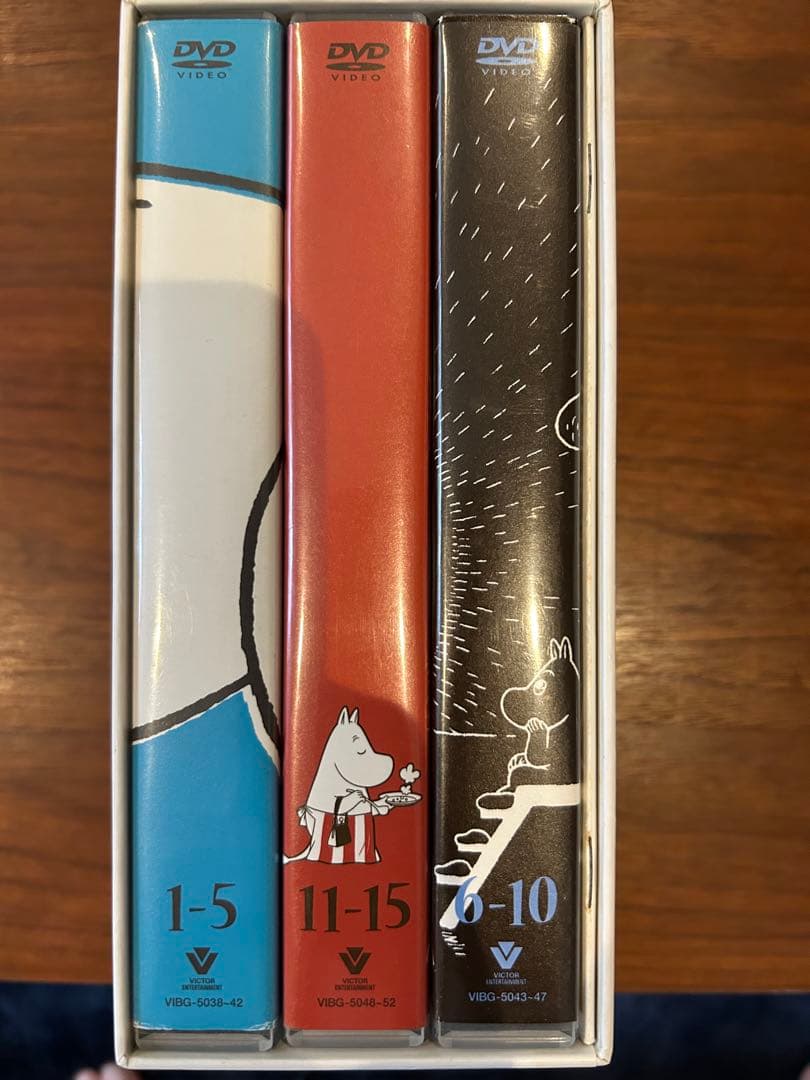 DVD
VIDEO
1-5
VICTOR
ENTERTAINMENT
VIBG-5038~42
DVD
VIDEO
11-15
VICTOR
ENTERTAINMENT
VIBG-5048~52
DVD
VIDEO
6-10
VICTOR
ENTERTAINMENT
VIBG-5043~47